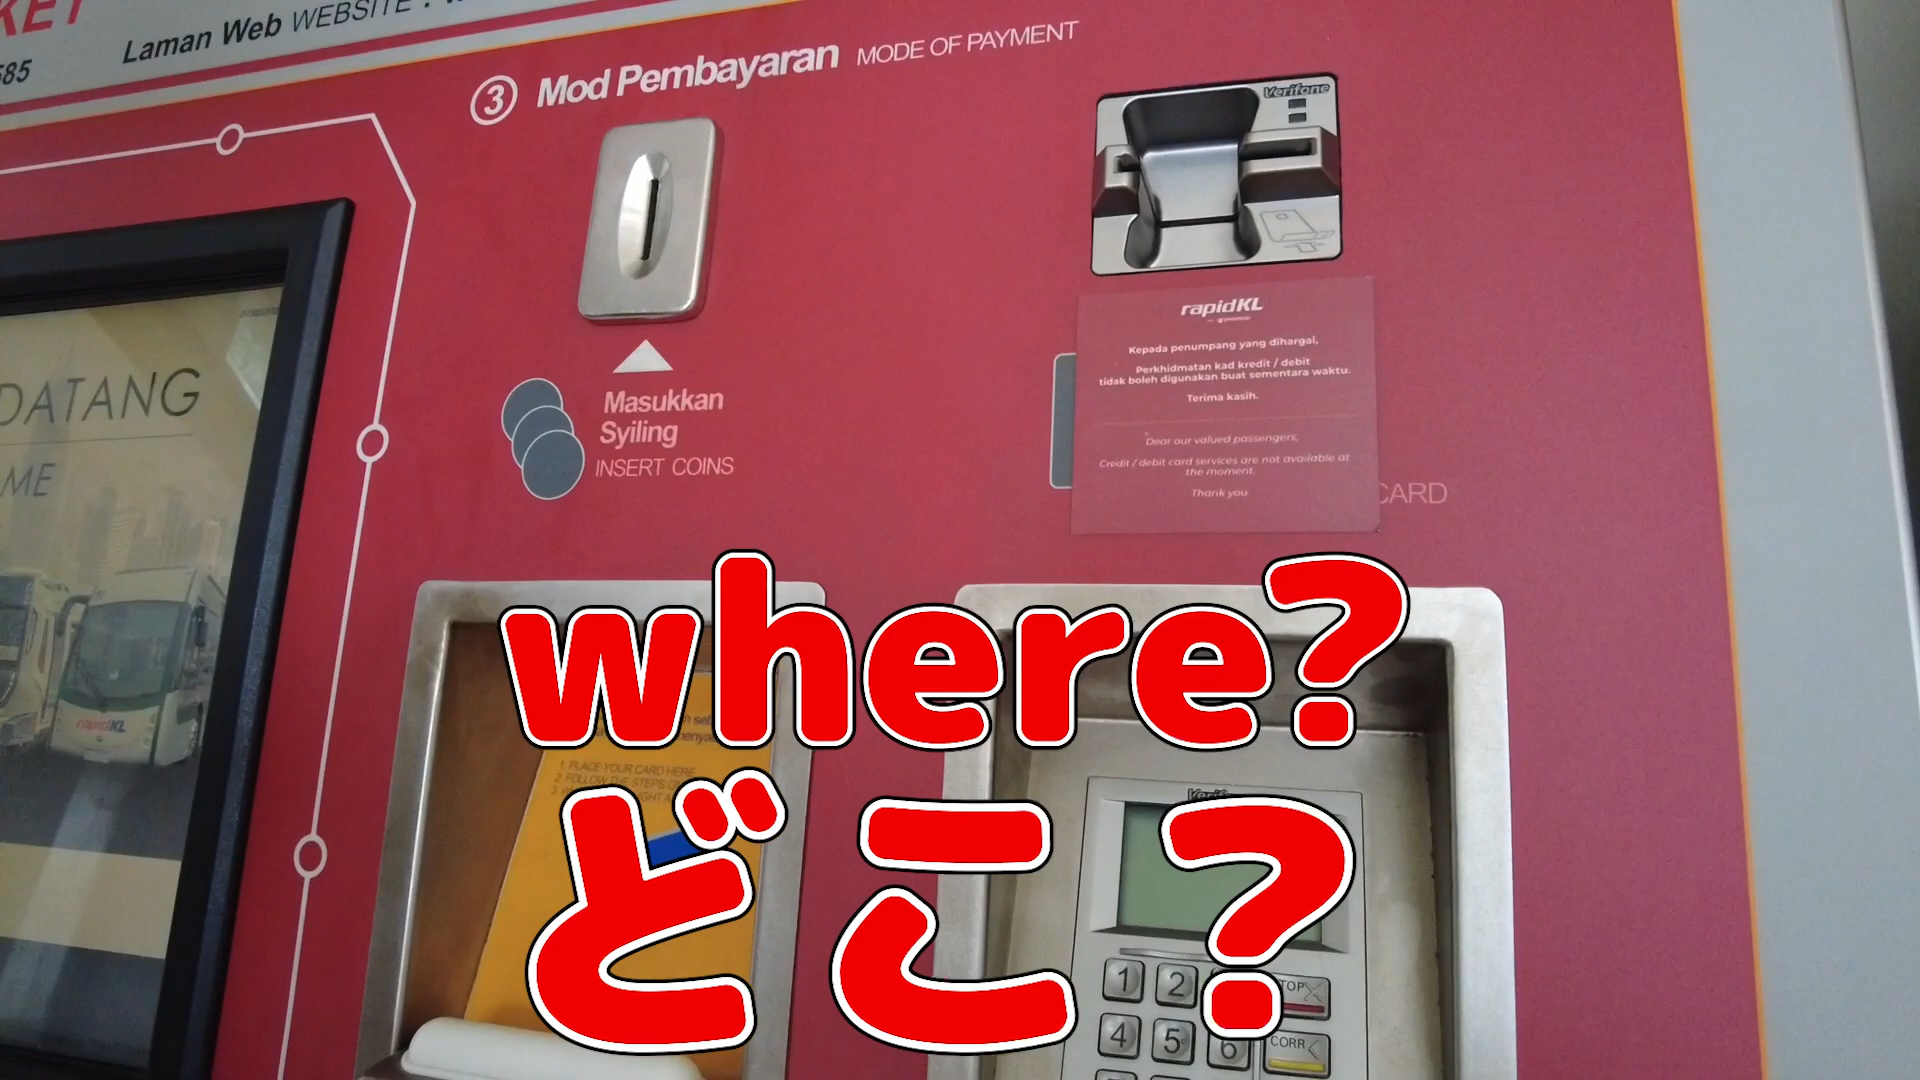 KET
Laman Web WEBSITE :
585
3 Mod Pembayaran MODE OF PAYMENT
Verifone
Masukkan
Syiling
INSERT COINS
rapidKL
Kepada penumpang yang dihargai,
Perkhidmatan kad kredit / debit
tidak boleh digunakan buat sementara waktu.
Terima kasih.
Dear our valued passengers,
Credit / debit card services are not available at
the moment.
Thank you
CARD
DATANG
ME
rapidKL
where?
1. PLACE YOUR CARD HERE
2. FOLLOW THE STEPS
どこ？
1 2
TOP
4 5 6
CORR